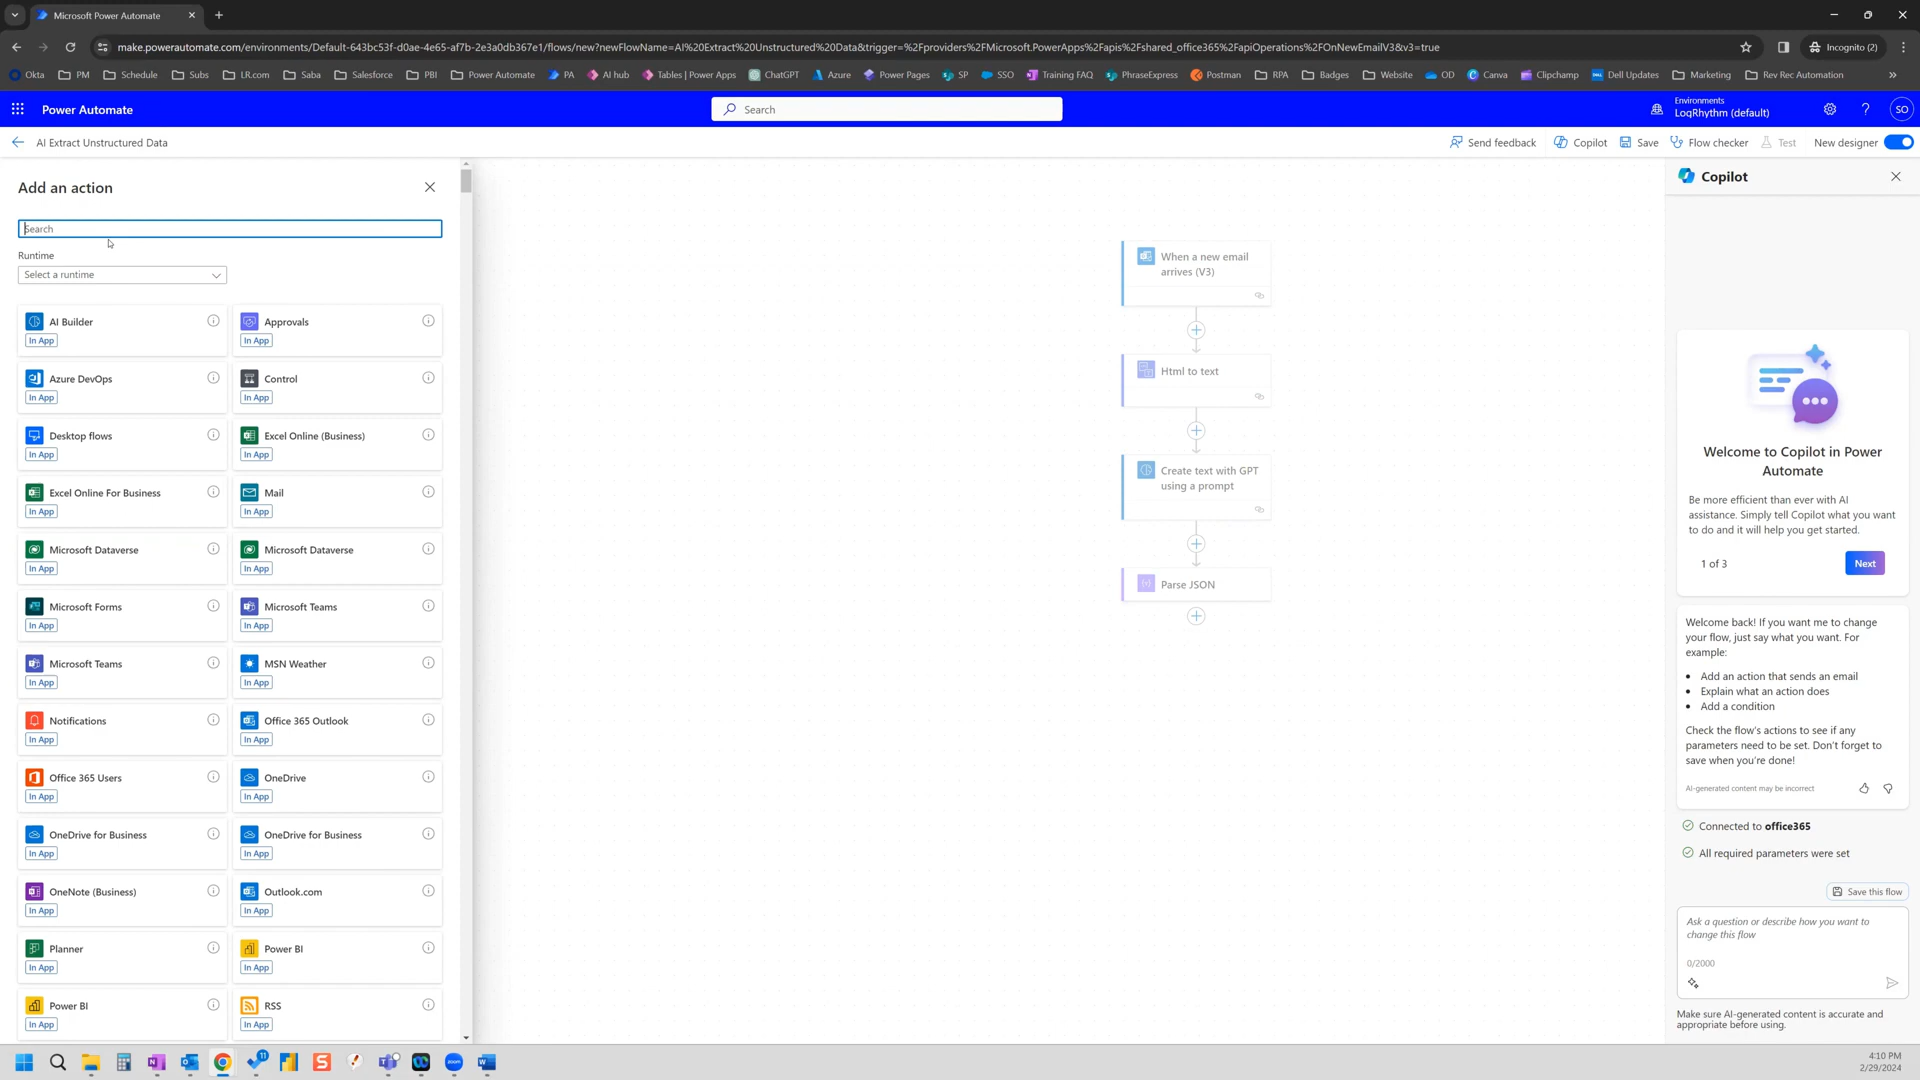 Microsoft Power Automate
Incognito (2)
make.powerautomate.com/environments/Default-643bc53f-d0ae-4e65-af7b-2e3a0db367e1/flows/new?newFlowName=AI%20Extract%20Unstructured%20Data&trigger=%2Fproviders%2FMicrosoft.PowerApps%2Fapis%2Fshared_office365%2FapiOperations%2FOnNewEmailV3&v3=true
Okta PM Schedule Subs LR.com Saba Salesforce PBI Power Automate PA AI hub Tables | Power Apps ChatGPT Azure Power Pages SP SSO Training FAQ PhraseExpress Postman RPA Badges Website OD Canva Clipchamp Dell Updates Marketing Rev Rec Automation
Power Automate
Search
Environments
LogRhythm (default)
SO
AI Extract Unstructured Data
Send feedback Copilot Save Flow checker Test New designer
Add an action
Search
Runtime
Select a runtime
AI Builder
In App
Approvals
In App
Azure DevOps
In App
Control
In App
Desktop flows
In App
Excel Online (Business)
In App
Excel Online For Business
In App
Mail
In App
Microsoft Dataverse
In App
Microsoft Dataverse
In App
Microsoft Forms
In App
Microsoft Teams
In App
Microsoft Teams
In App
MSN Weather
In App
Notifications
In App
Office 365 Outlook
In App
Office 365 Users
In App
OneDrive
In App
OneDrive for Business
In App
OneDrive for Business
In App
OneNote (Business)
In App
Outlook.com
In App
Planner
In App
Power BI
In App
Power BI
In App
RSS
In App
When a new email
arrives (V3)
Html to text
Create text with GPT
using a prompt
Parse JSON
Copilot
Welcome to Copilot in Power
Automate
Be more efficient than ever with AI
assistance. Simply tell Copilot what you want
to do and it will help you get started.
1 of 3
Next
Welcome back! If you want me to change
your flow, just say what you want. For
example:
• Add an action that sends an email
• Explain what an action does
• Add a condition
Check the flow's actions to see if any
parameters need to be set. Don't forget to
save when you're done!
AI-generated content may be incorrect
Connected to office365
All required parameters were set
Save this flow
Ask a question or describe how you want to
change this flow
0/2000
Make sure AI-generated content is accurate and
appropriate before using.
11
zoom
4:10 PM
2/29/2024